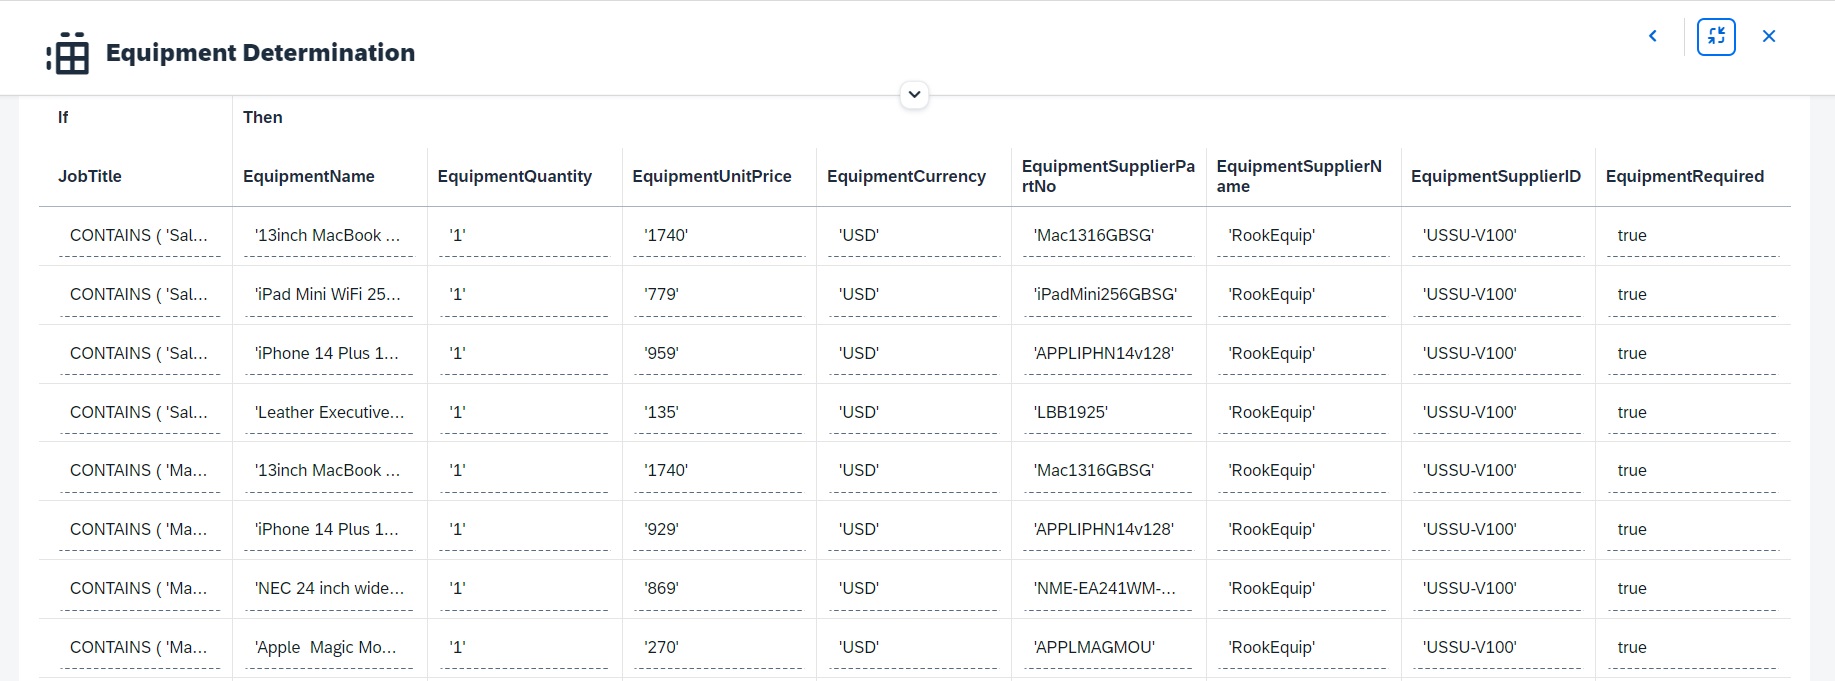 Equipment Determination
If Then
JobTitle EquipmentName EquipmentQuantity EquipmentUnitPrice EquipmentCurrency EquipmentSupplierPa EquipmentSupplierN EquipmentSupplierID EquipmentRequired
rtNo ame
CONTAINS ( 'Sal... '13inch MacBook ... '1' '1740' 'USD' 'Mac1316GBSG' 'RookEquip' 'USSU-V100' true
CONTAINS ( 'Sal... 'iPad Mini WiFi 25... '1' '779' 'USD' 'iPadMini256GBSG' 'RookEquip' 'USSU-V100' true
CONTAINS ( 'Sal... 'iPhone 14 Plus 1... '1' '959' 'USD' 'APPLIPHN14v128' 'RookEquip' 'USSU-V100' true
CONTAINS ( 'Sal... 'Leather Executive... '1' '135' 'USD' 'LBB1925' 'RookEquip' 'USSU-V100' true
CONTAINS ( 'Ma... '13inch MacBook ... '1' '1740' 'USD' 'Mac1316GBSG' 'RookEquip' 'USSU-V100' true
CONTAINS ( 'Ma... 'iPhone 14 Plus 1... '1' '929' 'USD' 'APPLIPHN14v128' 'RookEquip' 'USSU-V100' true
CONTAINS ( 'Ma... 'NEC 24 inch wide... '1' '869' 'USD' 'NME-EA241WM-... 'RookEquip' 'USSU-V100' true
CONTAINS ( 'Ma... 'Apple  Magic Mo... '1' '270' 'USD' 'APPLMAGMOU' 'RookEquip' 'USSU-V100' true